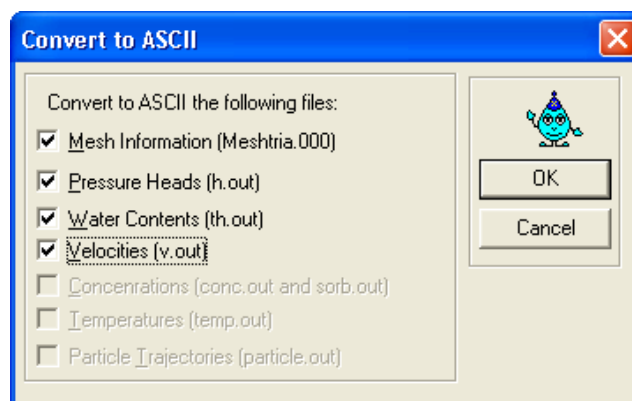 Convert to ASCII
Convert to ASCII the following files:
Mesh Information (Meshtria.000)
Pressure Heads (h.out)
Water Contents (th.out)
Velocities (v.out)
Concenrations (conc.out and sorb.out)
Temperatures (temp.out)
Particle Trajectories (particle.out)
OK
Cancel